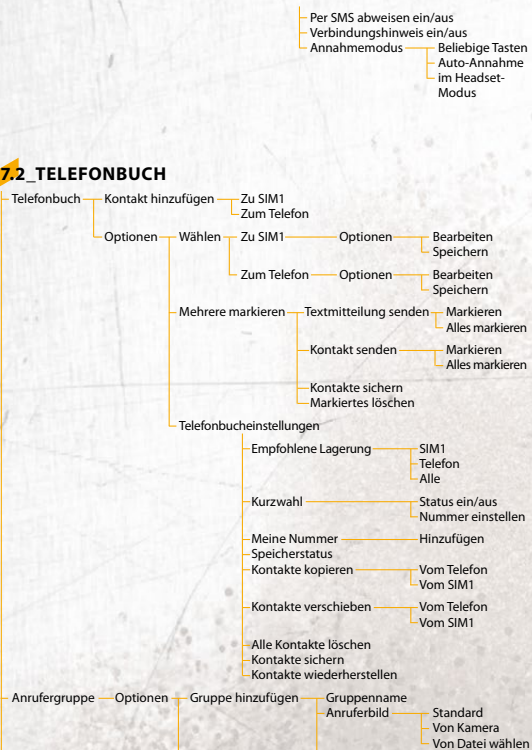 Per SMS abweisen ein/aus
Verbindungshinweis ein/aus
Annahmemodus Beliebige Tasten
Auto-Annahme
im Headset-
Modus
7.2_TELEFONBUCH
Telefonbuch Kontakt hinzufügen Zu SIM1
Zum Telefon
Optionen Wählen Zu SIM1 Optionen Bearbeiten
Speichern
Zum Telefon Optionen Bearbeiten
Speichern
Mehrere markieren Textmitteilung senden Markieren
Alles markieren
Kontakt senden Markieren
Alles markieren
Kontakte sichern
Markiertes löschen
Telefonbucheinstellungen
Empfohlene Lagerung SIM1
Telefon
Alle
Kurzwahl Status ein/aus
Nummer einstellen
Meine Nummer Hinzufügen
Speicherstatus
Kontakte kopieren Vom Telefon
Vom SIM1
Kontakte verschieben Vom Telefon
Vom SIM1
Alle Kontakte löschen
Kontakte sichern
Kontakte wiederherstellen
Anrufergruppe Optionen Gruppe hinzufügen Gruppenname
Anruferbild Standard
Von Kamera
Von Datei wählen